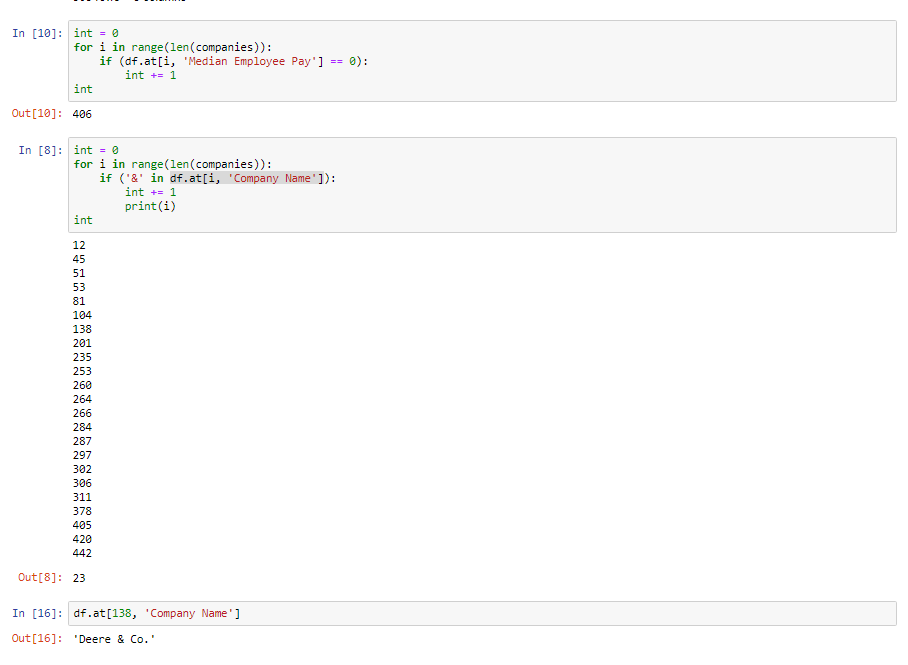 In [10]: int = 0
for i in range(len(companies)):
    if (df.at[i, 'Median Employee Pay'] == 0):
        int += 1
int
Out[10]: 406
In [8]: int = 0
for i in range(len(companies)):
    if ('&' in df.at[i, 'Company Name']):
        int += 1
        print(i)
int
12
45
51
53
81
104
138
201
235
253
260
264
266
284
287
297
302
306
311
378
405
420
442
Out[8]: 23
In [16]: df.at[138, 'Company Name']
Out[16]: 'Deere & Co.'